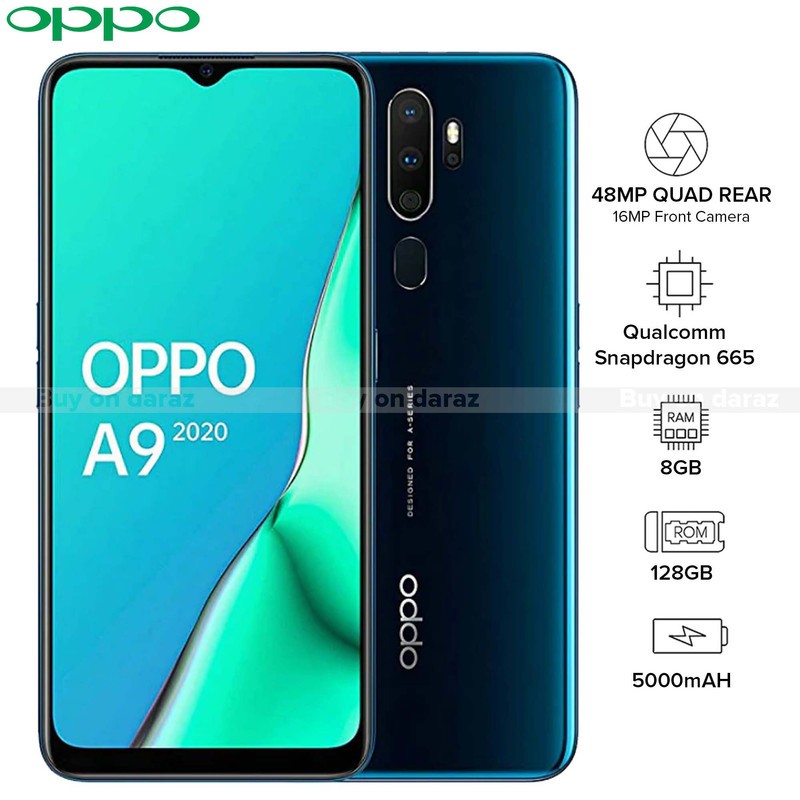 oppo
OPPO
A9 2020
Buy on daraz
Buy on daraz
Buy on daraz
DESIGNED FOR A-SERIES
oppo
48MP QUAD REAR
16MP Front Camera
Qualcomm
Snapdragon 665
RAM
8GB
ROM
128GB
5000mAH